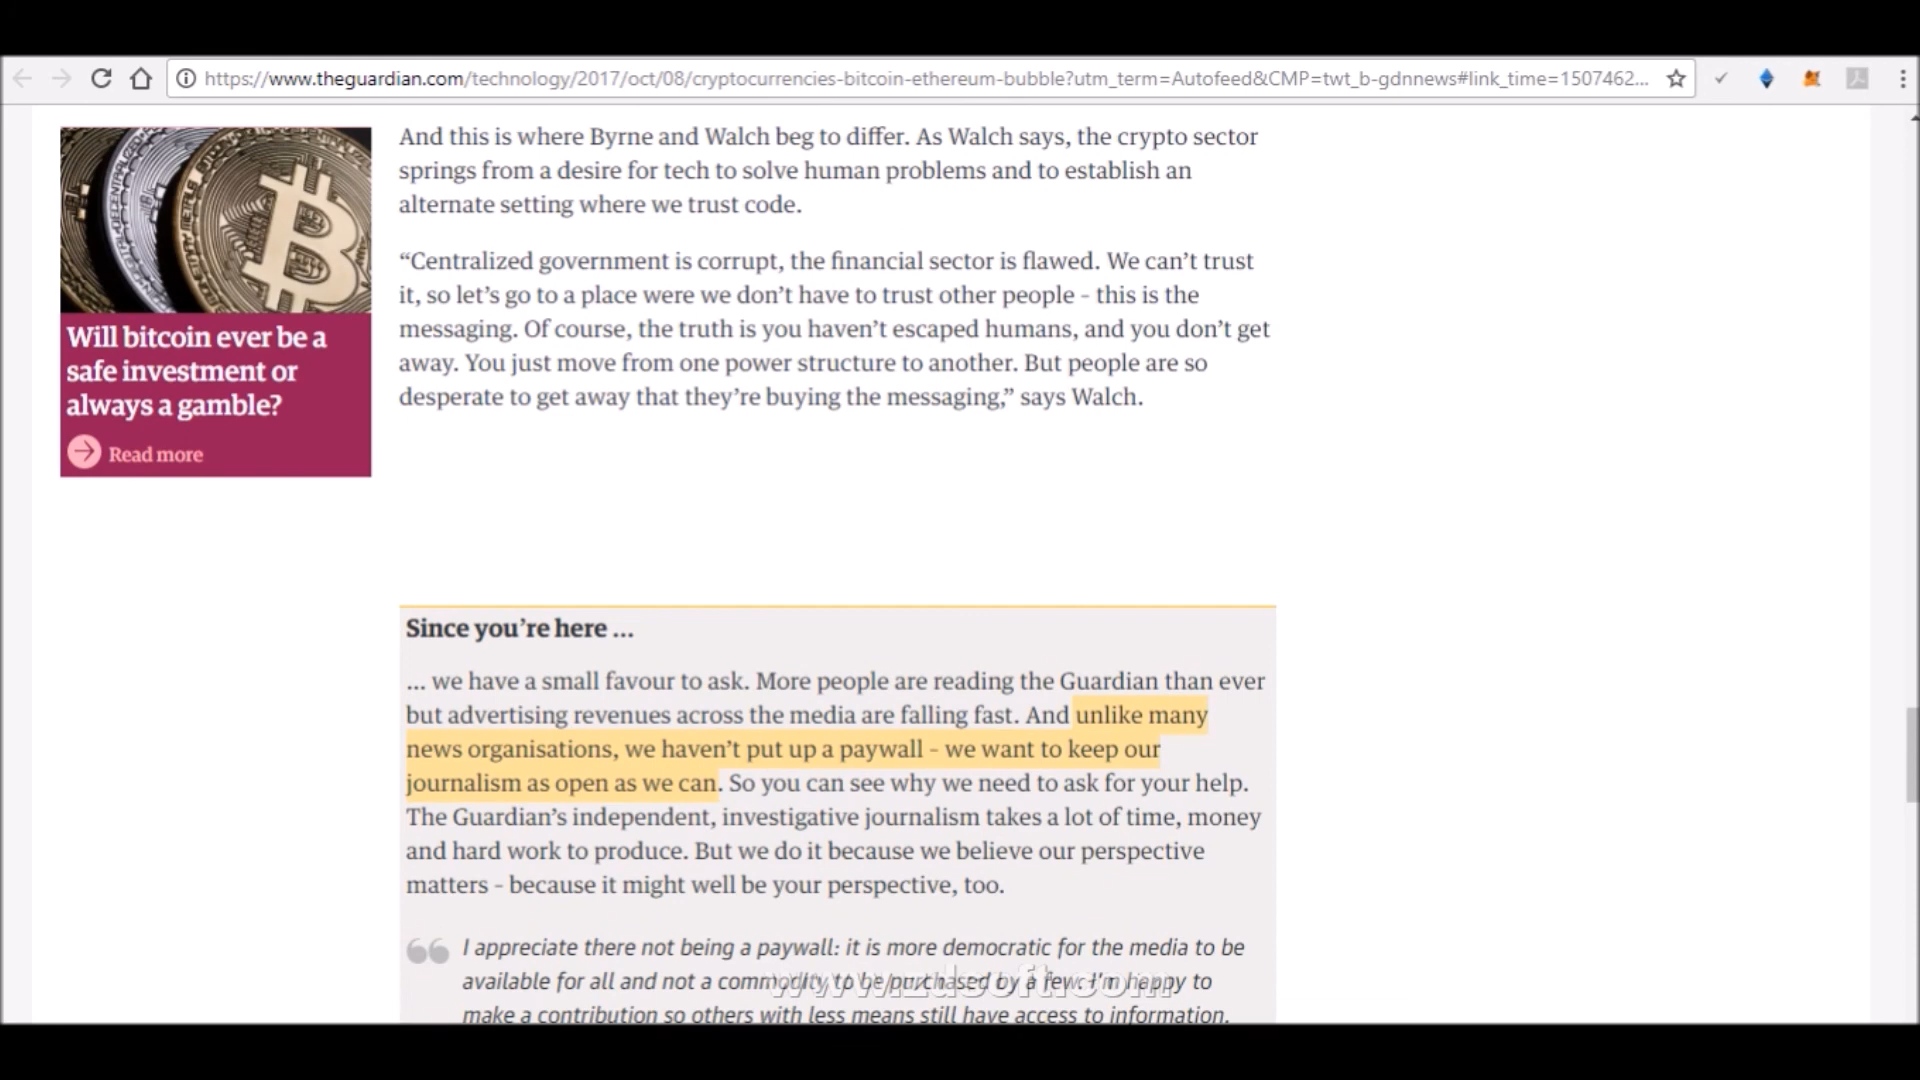 https://www.theguardian.com/technology/2017/oct/08/cryptocurrencies-bitcoin-ethereum-bubble?utm_term=Autofeed&CMP=twt_b-gdnnews#link_time=1507462...
And this is where Byrne and Walch beg to differ. As Walch says, the crypto sector
springs from a desire for tech to solve human problems and to establish an
alternate setting where we trust code.
“Centralized government is corrupt, the financial sector is flawed. We can’t trust
it, so let’s go to a place were we don’t have to trust other people - this is the
messaging. Of course, the truth is you haven’t escaped humans, and you don’t get
away. You just move from one power structure to another. But people are so
desperate to get away that they’re buying the messaging,” says Walch.
Will bitcoin ever be a
safe investment or
always a gamble?
Read more
Since you’re here ...
... we have a small favour to ask. More people are reading the Guardian than ever
but advertising revenues across the media are falling fast. And unlike many
news organisations, we haven’t put up a paywall - we want to keep our
journalism as open as we can. So you can see why we need to ask for your help.
The Guardian’s independent, investigative journalism takes a lot of time, money
and hard work to produce. But we do it because we believe our perspective
matters - because it might well be your perspective, too.
I appreciate there not being a paywall: it is more democratic for the media to be
available for all and not a commodity to be purchased by a few. I’m happy to
make a contribution so others with less means still have access to information.
www.zdsoft.com